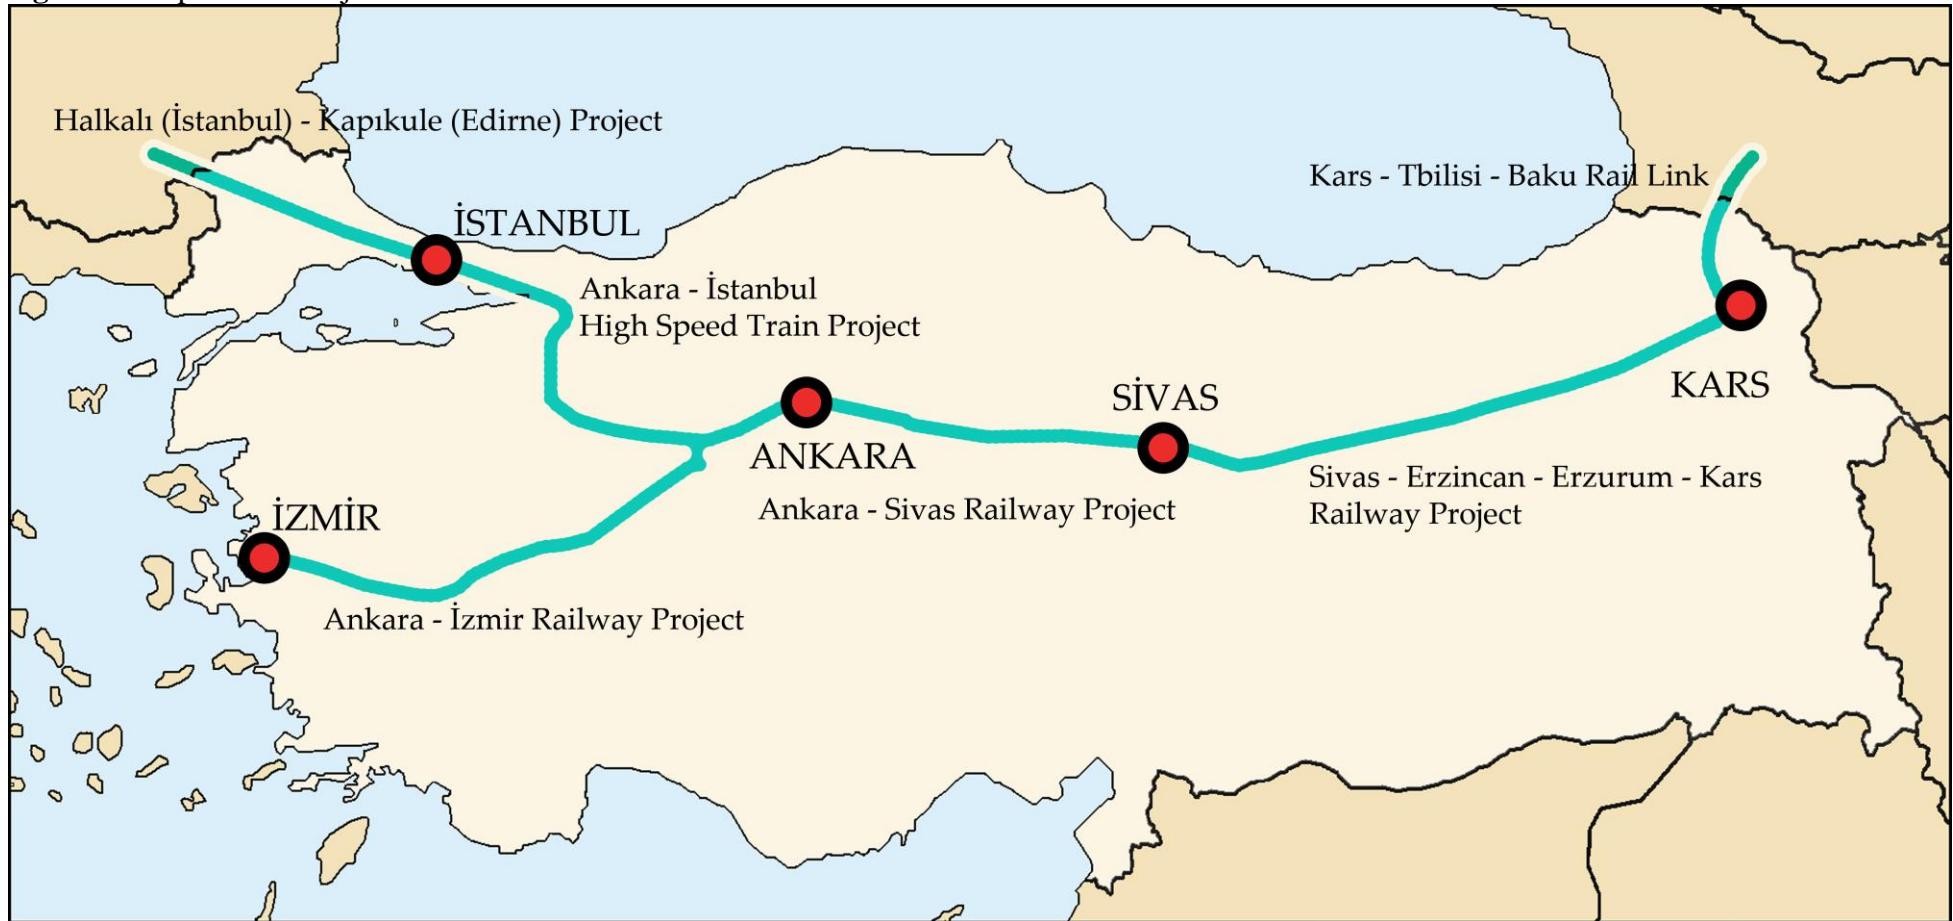 Halkalı (İstanbul) - Kapıkule (Edirne) Project
Kars - Tbilisi - Baku Rail Link
İSTANBUL
Ankara - İstanbul
High Speed Train Project
KARS
SİVAS
ANKARA
Sivas - Erzincan - Erzurum - Kars
Railway Project
Ankara - Sivas Railway Project
İZMİR
Ankara - İzmir Railway Project